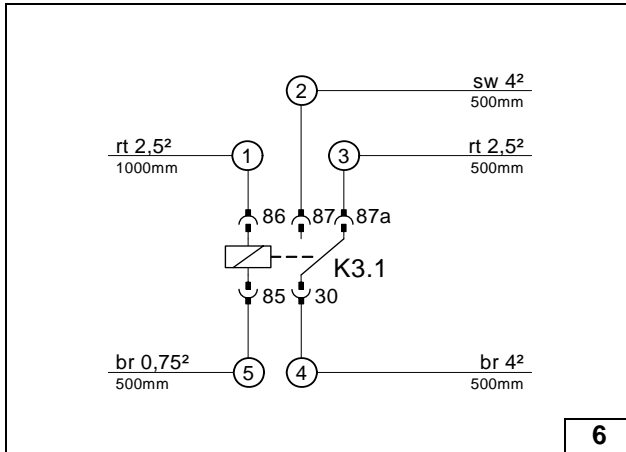 2
sw 4²
500mm
rt 2,5²
1000mm
1
3
rt 2,5²
500mm
86
87
87a
K3.1
85
30
br 0,75²
500mm
5
4
br 4²
500mm
6